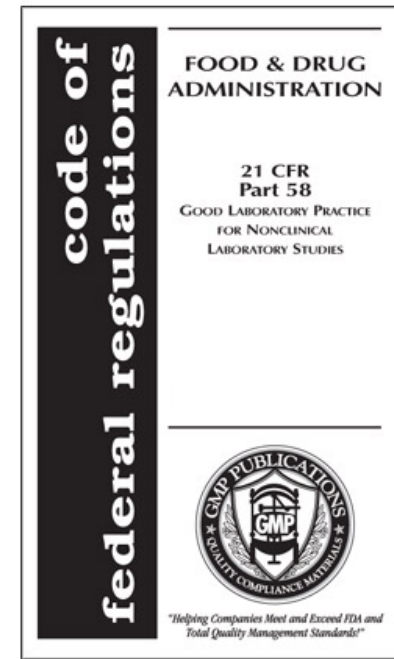 code of
federal regulations
FOOD & DRUG
ADMINISTRATION
21 CFR
Part 58
GOOD LABORATORY PRACTICE
FOR NONCLINICAL
LABORATORY STUDIES
GMP PUBLICATIONS
GMP
QUALITY COMPLIANCE MATERIALS
"Helping Companies Meet and Exceed FDA and
Total Quality Management Standards!"